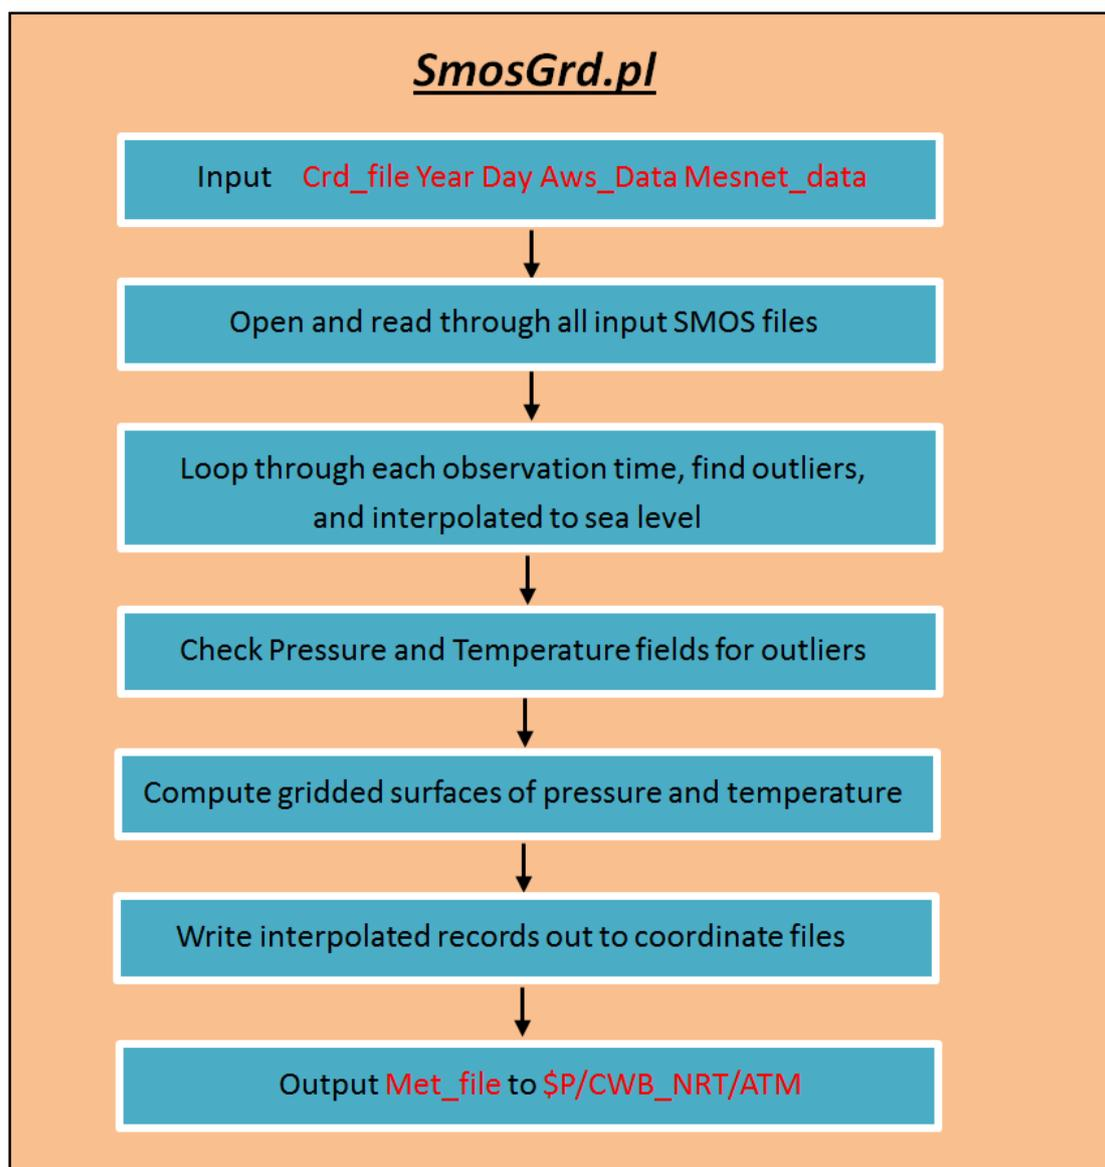 SmosGrd.pl
Input Crd_file Year Day Aws_Data Mesnet_data
Open and read through all input SMOS files
Loop through each observation time, find outliers,
and interpolated to sea level
Check Pressure and Temperature fields for outliers
Compute gridded surfaces of pressure and temperature
Write interpolated records out to coordinate files
Output Met_file to $P/CWB_NRT/ATM